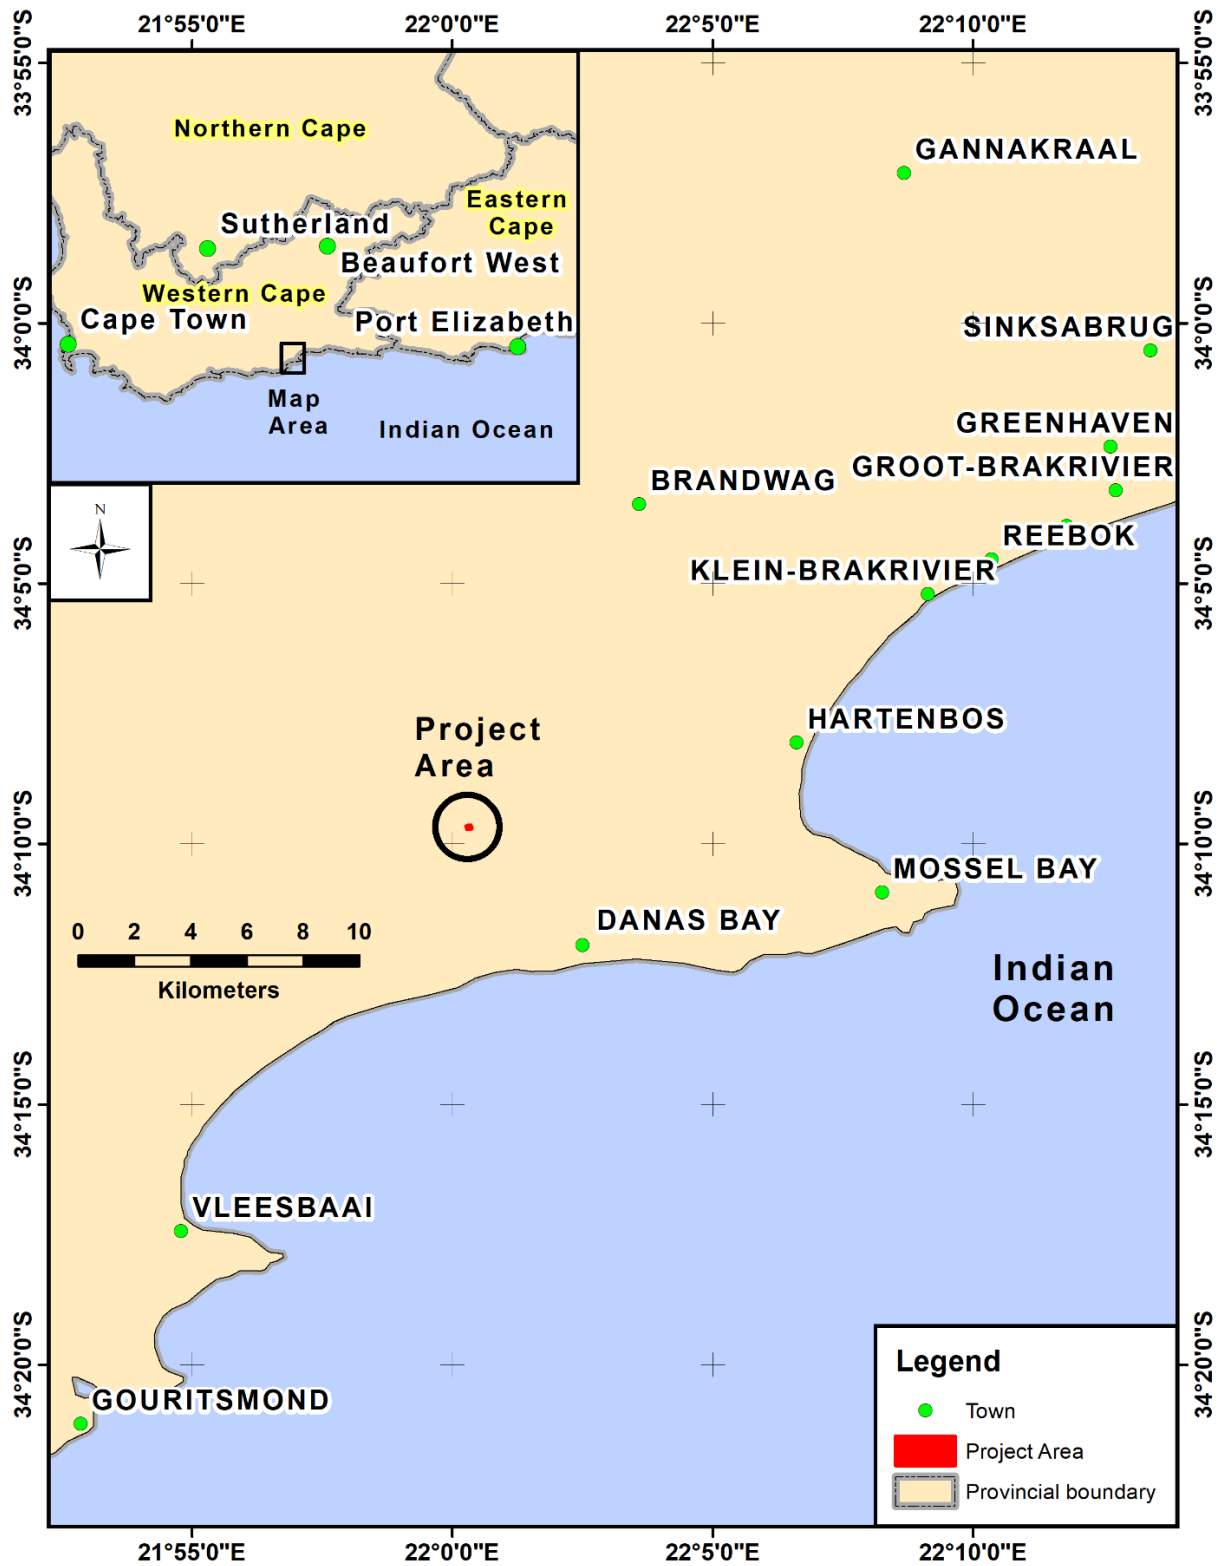 21°55'0"E
22°0'0"E
22°5'0"E
22°10'0"E
33°55'0"S
33°55'0"S
Northern Cape
Eastern
Cape
Sutherland
Beaufort West
Western Cape
Cape Town
Port Elizabeth
Map
Area
Indian Ocean
N
GANNAKRAAL
34°0'0"S
34°0'0"S
SINKSABRUG
GREENHAVEN
GROOT-BRAKRIVIER
BRANDWAG
REEBOK
KLEIN-BRAKRIVIER
34°5'0"S
34°5'0"S
HARTENBOS
Project
Area
34°10'0"S
34°10'0"S
MOSSEL BAY
DANAS BAY
0 2 4 6 8 10
Kilometers
Indian
Ocean
34°15'0"S
34°15'0"S
VLEESBAAI
34°20'0"S
34°20'0"S
GOURITSMOND
Legend
Town
Project Area
Provincial boundary
21°55'0"E
22°0'0"E
22°5'0"E
22°10'0"E